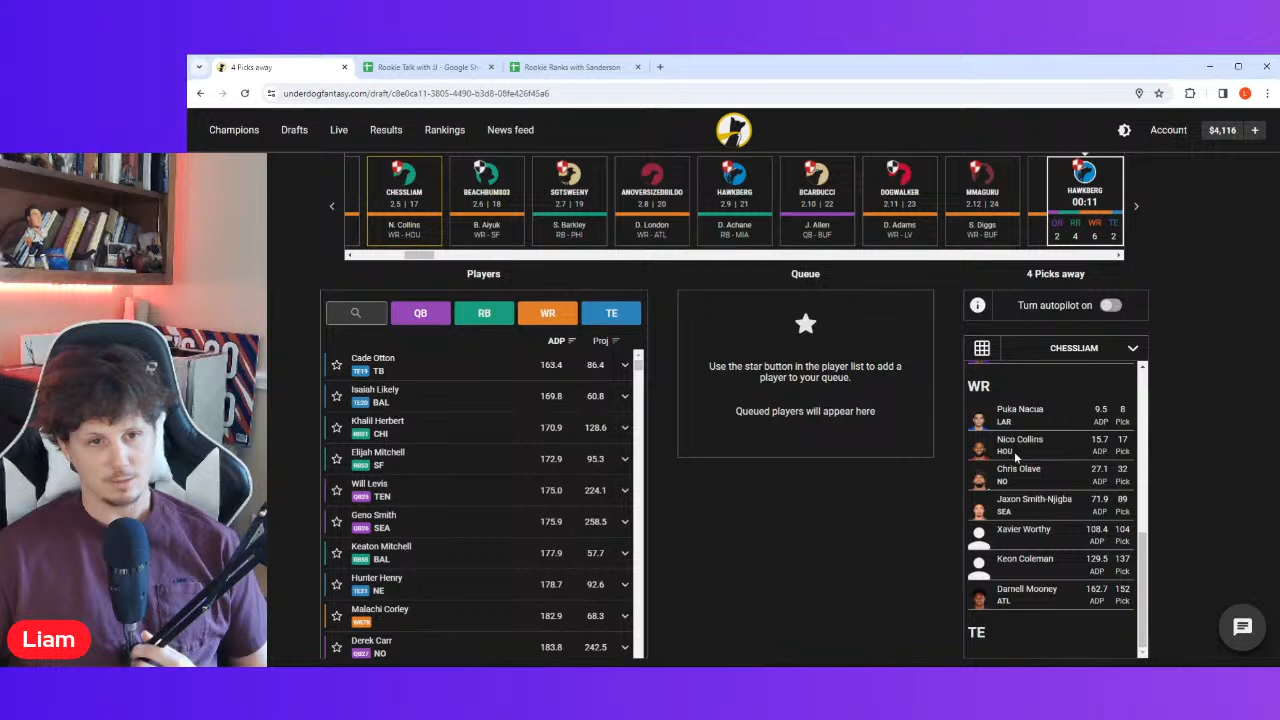 4 Picks away
Rookie Talk with JJ - Google Sh
Rookie Ranks with Sanderson
underdogfantasy.com/draft/c8e0ca11-3805-4490-b3d8-08fe426f45a6
Champions Drafts Live Results Rankings News feed
Account $4,116 +
CHESSLIAM
2.5 | 17
N. Collins
WR - HOU
BEACHBUM803
2.6 | 18
B. Aiyuk
WR - SF
SGTSWEENY
2.7 | 19
S. Barkley
RB - PHI
ANOVERSIZEDBILDO
2.8 | 20
D. London
WR - ATL
HAWKBERG
2.9 | 21
D. Achane
RB - MIA
BCARDUCCI
2.10 | 22
J. Allen
QB - BUF
DOGWALKER
2.11 | 23
D. Adams
WR - LV
MMAGURU
2.12 | 24
S. Diggs
WR - BUF
HAWKBERG
00:11
QB RB WR TE
2 4 6 2
Players
Queue
4 Picks away
QB RB WR TE
ADP Proj
Cade Otton 163.4 86.4
TE19 TB
Isaiah Likely 169.8 60.8
TE20 BAL
Khalil Herbert 170.9 128.6
RB51 CHI
Elijah Mitchell 172.9 95.3
SF
Will Levis 175.0 224.1
QB25 TEN
Geno Smith 175.9 258.5
QB26 SEA
Keaton Mitchell 177.9 57.7
BAL
Hunter Henry 178.7 92.6
TE21 NE
Malachi Corley 182.9 68.3
Derek Carr 183.8 242.5
QB27 NO
Use the star button in the player list to add a
player to your queue.
Queued players will appear here
Turn autopilot on
CHESSLIAM
WR
Puka Nacua 9.5 8
LAR ADP Pick
Nico Collins 15.7 17
HOU ADP Pick
Chris Olave 27.1 32
NO ADP Pick
Jaxon Smith-Njigba 71.9 89
SEA ADP Pick
Xavier Worthy 108.4 104
ADP Pick
Keon Coleman 129.5 137
ADP Pick
Darnell Mooney 162.7 152
ATL ADP Pick
TE
Liam